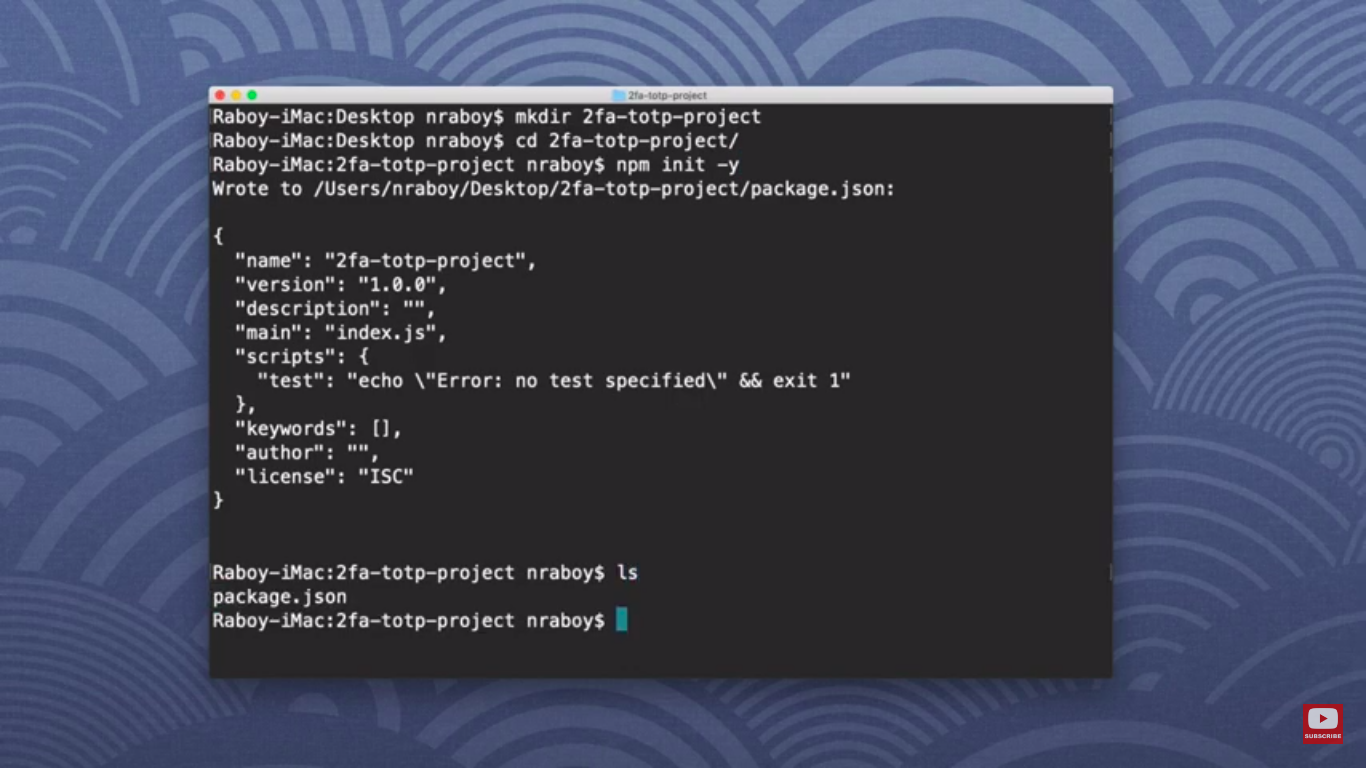 2fa-totp-project
Raboy-iMac:Desktop nraboy$ mkdir 2fa-totp-project
Raboy-iMac:Desktop nraboy$ cd 2fa-totp-project/
Raboy-iMac:2fa-totp-project nraboy$ npm init -y
Wrote to /Users/nraboy/Desktop/2fa-totp-project/package.json:
{
  "name": "2fa-totp-project",
  "version": "1.0.0",
  "description": "",
  "main": "index.js",
  "scripts": {
    "test": "echo \"Error: no test specified\" && exit 1"
  },
  "keywords": [],
  "author": "",
  "license": "ISC"
}
Raboy-iMac:2fa-totp-project nraboy$ ls
package.json
Raboy-iMac:2fa-totp-project nraboy$
SUBSCRIBE